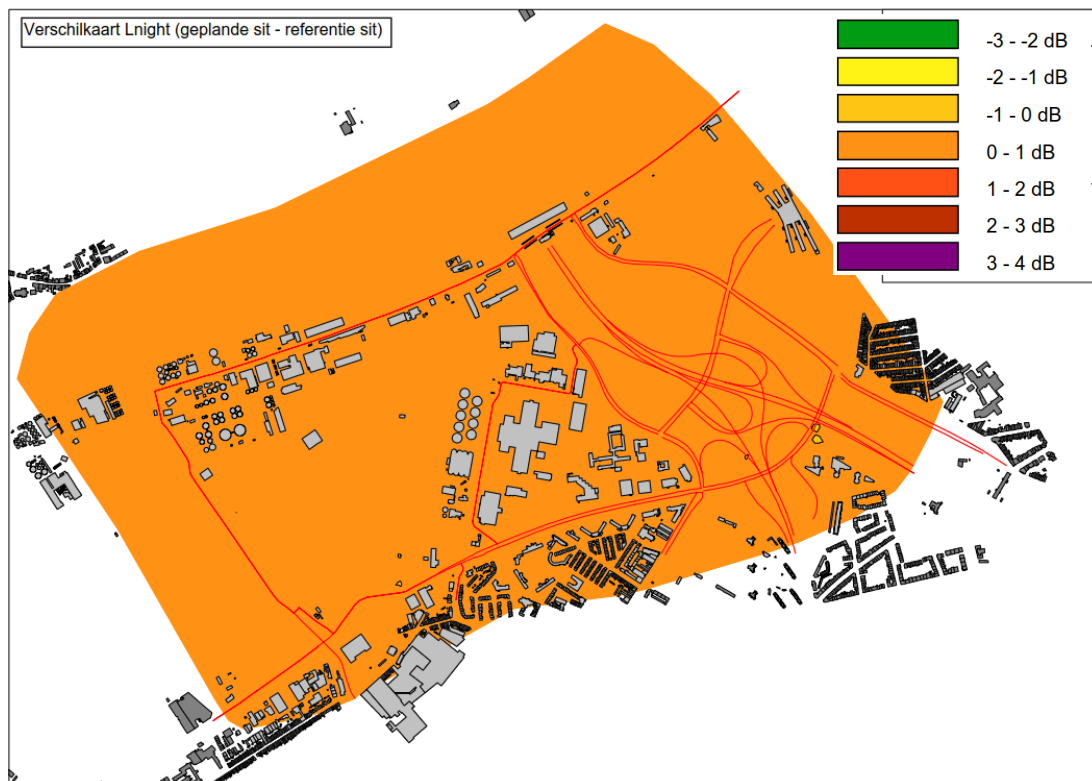 Verschilkaart Lnight (geplande sit - referentie sit)
-3 - -2 dB
-2 - -1 dB
-1 - 0 dB
0 - 1 dB
1 - 2 dB
2 - 3 dB
3 - 4 dB